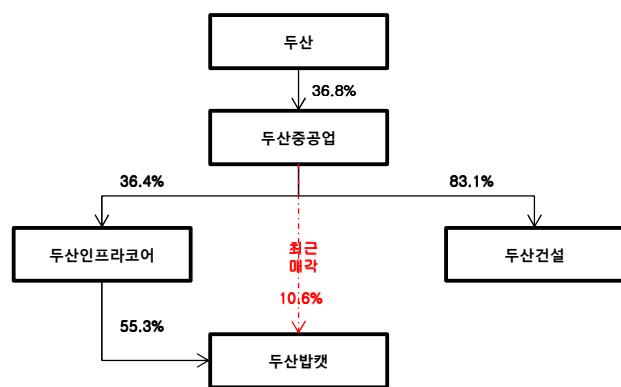 두산
36.8%
두산중공업
36.4%
83.1%
두산인프라코어
최근
매각
두산건설
10.6%
55.3%
두산밥캣